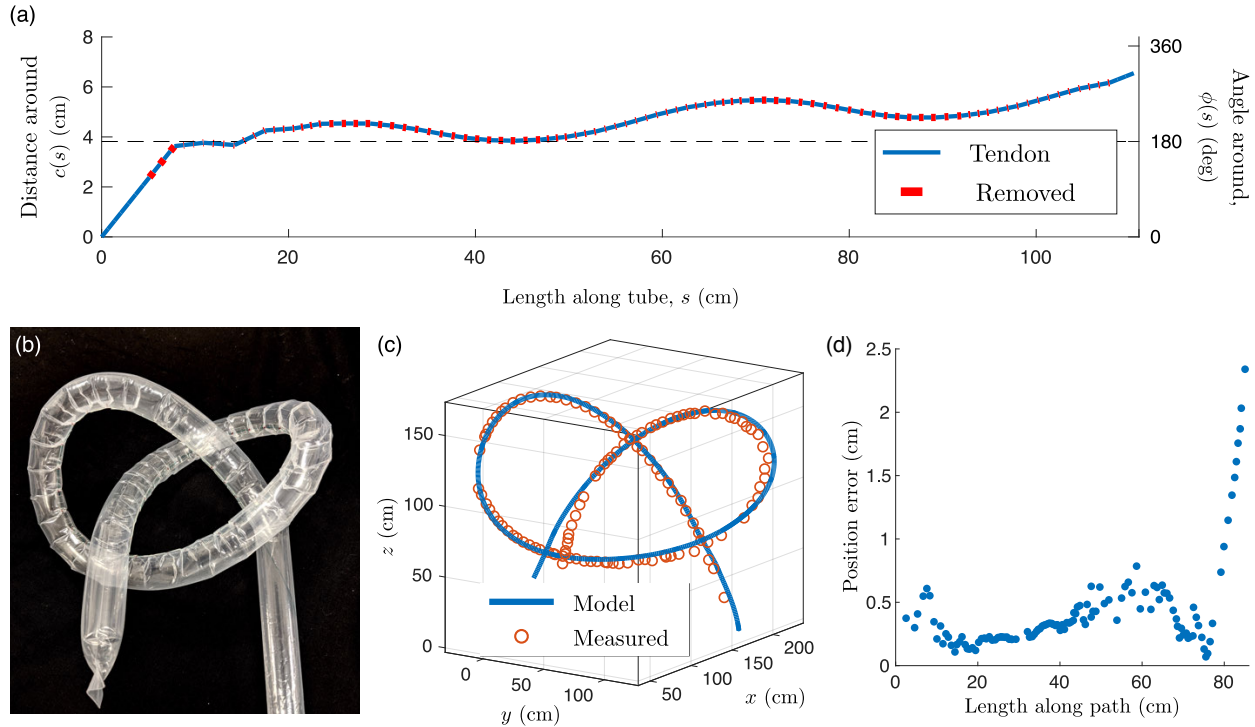 (a)
Distance around
c(s) (cm)
8
6
4
2
0
0
20
40
60
80
100
Length along tube, s (cm)
360
180
0
Angle around,
ϕ(s) (deg)
Tendon
Removed
(b)
(c)
150
100
50
0
z (cm)
0
50
100
y (cm)
50
100
150
200
x (cm)
Model
Measured
(d)
2.5
2
1.5
1
0.5
0
Position error (cm)
0
20
40
60
80
Length along path (cm)